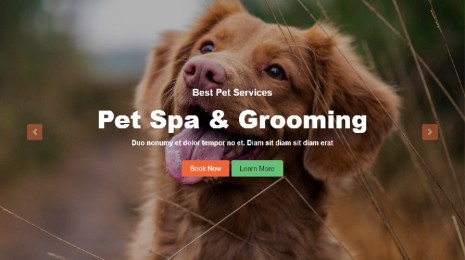 Best Pet Services
Pet Spa & Grooming
Duo nonumy et dolor tempor no et. Diam sit diam sit diam erat
Book Now
Learn More